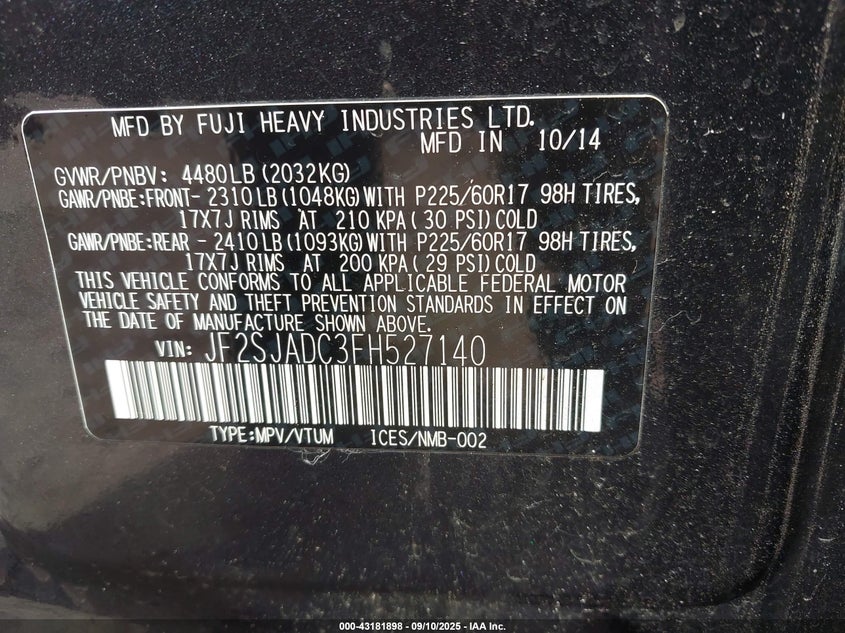 MFD BY FUJI HEAVY INDUSTRIES LTD.
MFD IN 10/14
GVWR/PNBV: 4480LB(2032KG)
GAWR/PNBE:FRONT- 2310LB(1048KG)WITH P225/60R17 98H TIRES,
17X7J RIMS AT 210 KPA(30 PSI)COLD
GAWR/PNBE:REAR - 2410LB(1093KG)WITH P225/60R17 98H TIRES,
17X7J RIMS AT 200 KPA(29 PSI)COLD
THIS VEHICLE CONFORMS TO ALL APPLICABLE FEDERAL MOTOR
VEHICLE SAFETY AND THEFT PREVENTION STANDARDS IN EFFECT ON
THE DATE OF MANUFACTURE SHOWN ABOVE.
VIN: JF2SJADC3FH527140
TYPE:MPV/VTUM ICES/NMB-002
000-43181898 - 09/10/2025 - IAA Inc.